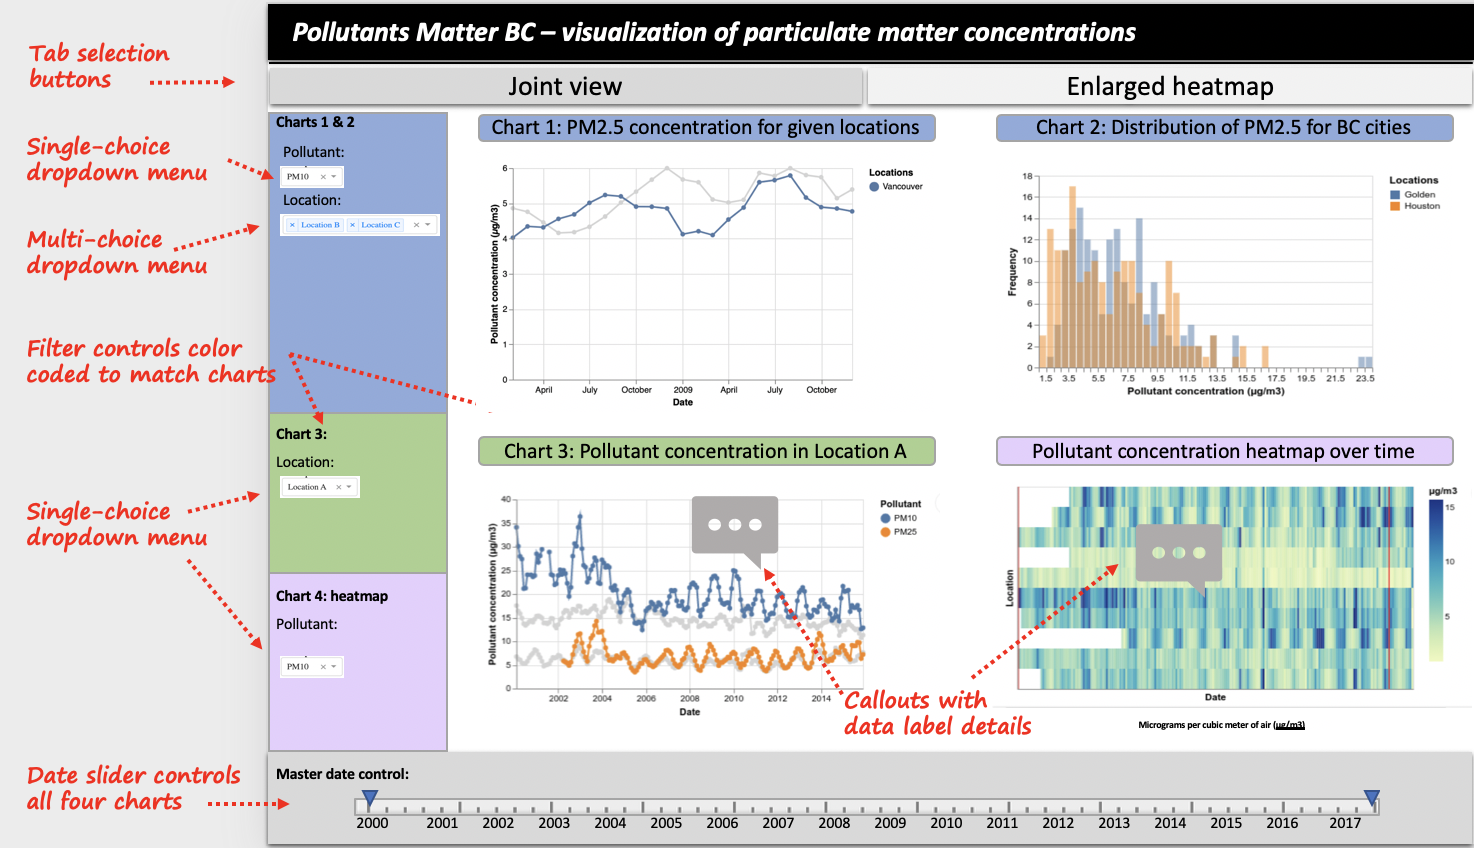 Pollutants Matter BC – visualization of particulate matter concentrations
Tab selection
buttons
Joint view
Enlarged heatmap
Charts 1 & 2
Pollutant:
PM10
Location:
Location B
Location C
Single-choice
dropdown menu
Multi-choice
dropdown menu
Filter controls color
coded to match charts
Chart 1: PM2.5 concentration for given locations
Pollutant concentration (µg/m3)
6
5
4
3
2
1
0
April
July
October
2009
April
July
October
Date
Locations
Vancouver
Chart 2: Distribution of PM2.5 for BC cities
Frequency
18
16
14
12
10
8
6
4
2
0
1.5 3.5 5.5 7.5 9.5 11.5 13.5 15.5 17.5 19.5 21.5 23.5
Pollutant concentration (µg/m3)
Locations
Golden
Houston
Chart 3:
Location:
Location A
Single-choice
dropdown menu
Chart 3: Pollutant concentration in Location A
Pollutant concentration (µg/m3)
40
35
30
25
20
15
10
5
0
2002 2004 2006 2008 2010 2012 2014
Date
Pollutant
PM10
PM25
Chart 4: heatmap
Pollutant:
PM10
Pollutant concentration heatmap over time
Location
Date
µg/m3
15
10
5
Micrograms per cubic meter of air (µg/m3)
Callouts with
data label details
Date slider controls
all four charts
Master date control:
2000 2001 2002 2003 2004 2005 2006 2007 2008 2009 2010 2011 2012 2013 2014 2015 2016 2017